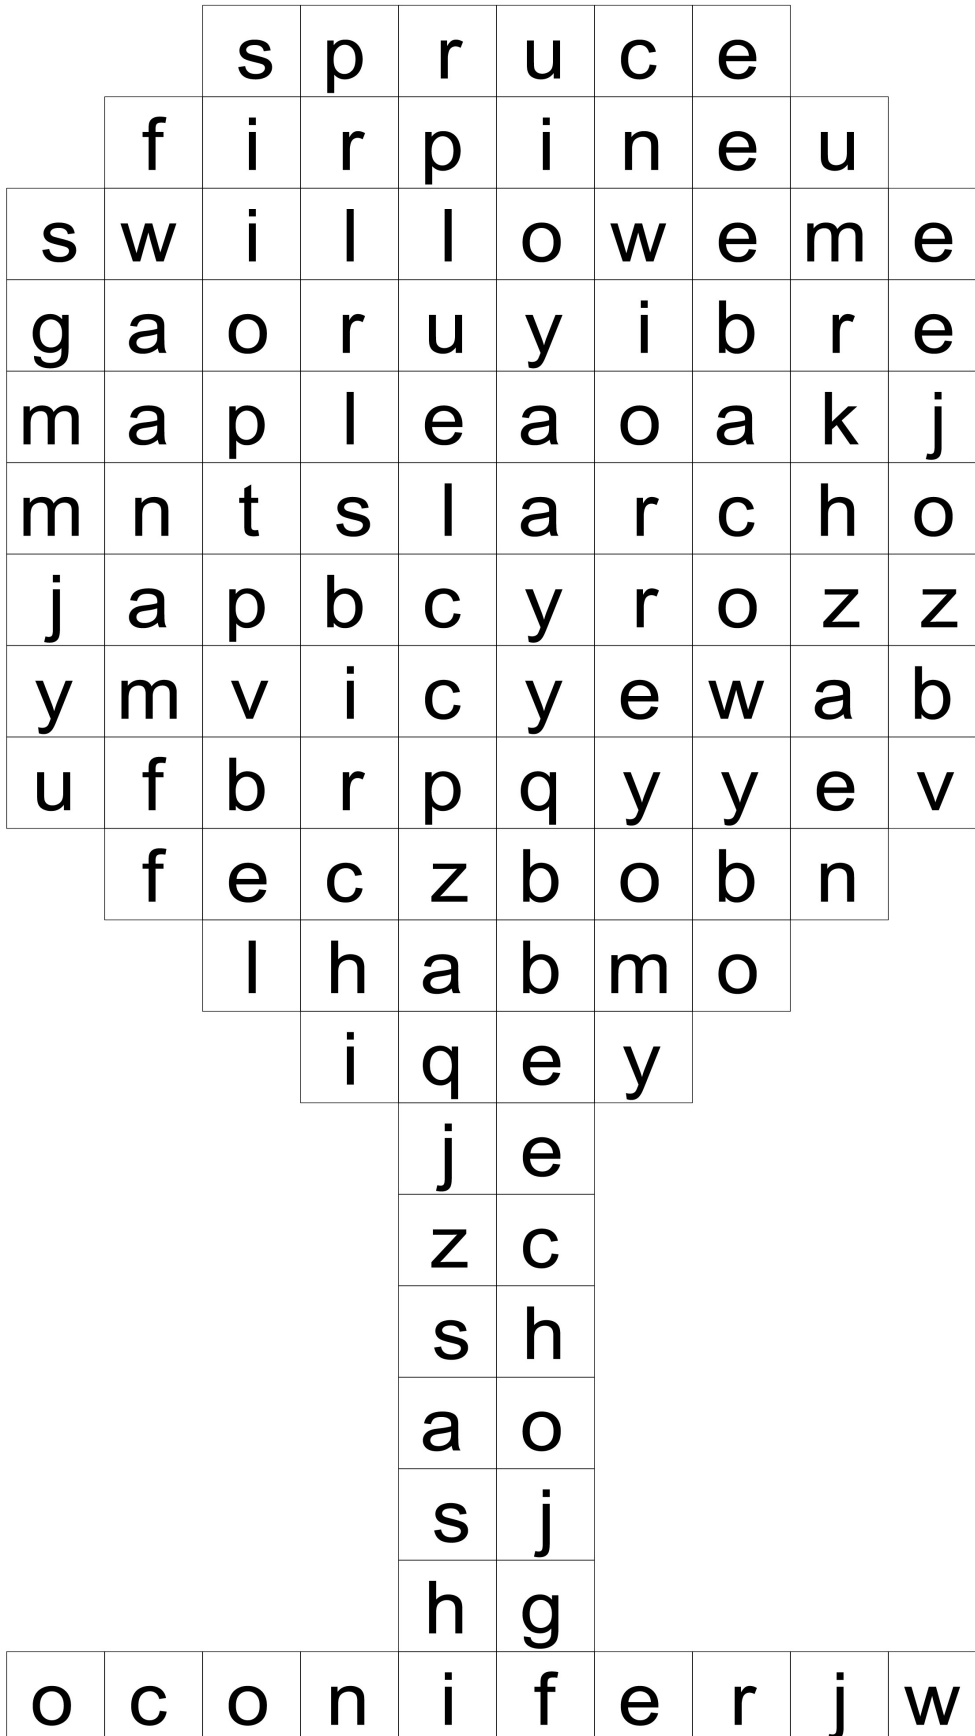 s p r u c e
f i r p i n e u
s w i l l o w e m e
g a o r u y i b r e
m a p l e a o a k j
m n t s l a r c h o
j a p b c y r o z z
y m v i c y e w a b
u f b r p q y y e v
f e c z b o b n
l h a b m o
i q e y
j e
z c
s h
a o
s j
h g
o c o n i f e r j w